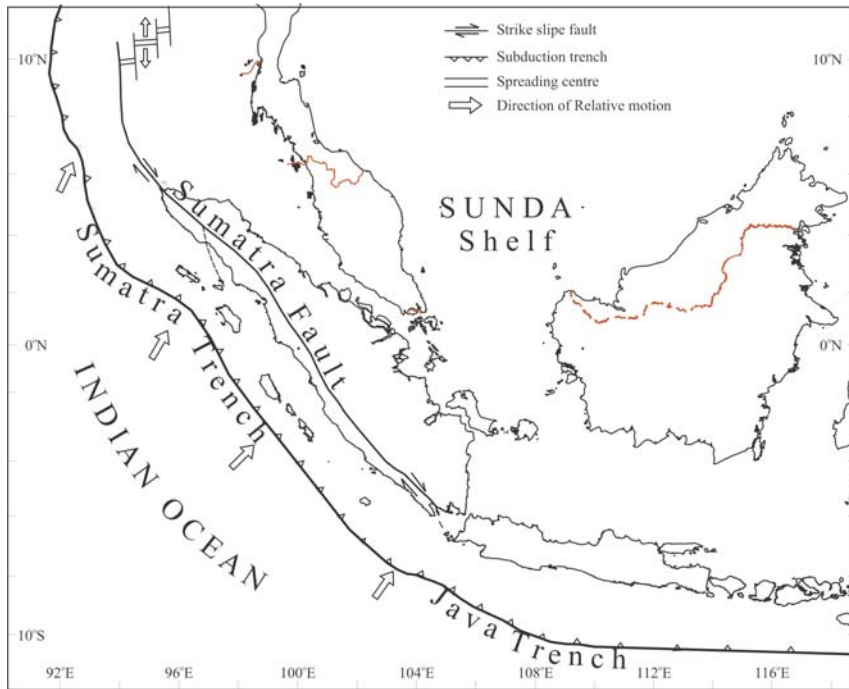 10°N
Strike slipe fault
10°N
Subduction trench
Spreading centre
Direction of Relative motion
SUNDA
Shelf
Sumatra Fault
Sumatra Trench
0°N
0°N
INDIAN OCEAN
Java Trench
10°S
92°E
96°E
100°E
104°E
108°E
112°E
116°E